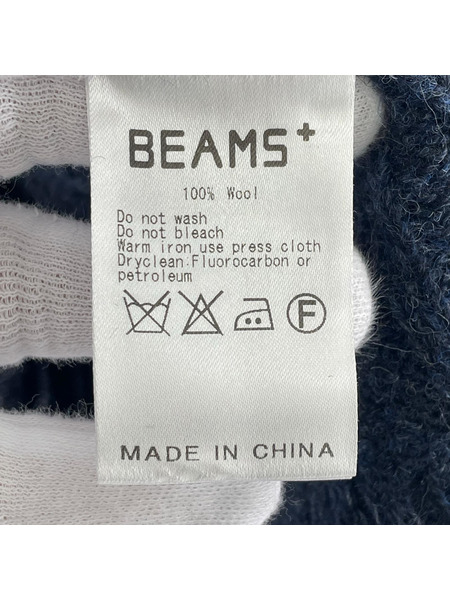 BEAMS+
100% Wool
Do not wash
Do not bleach
Warm iron use press cloth
Dryclean:Fluorocarbon or
petroleum
F
MADE IN CHINA